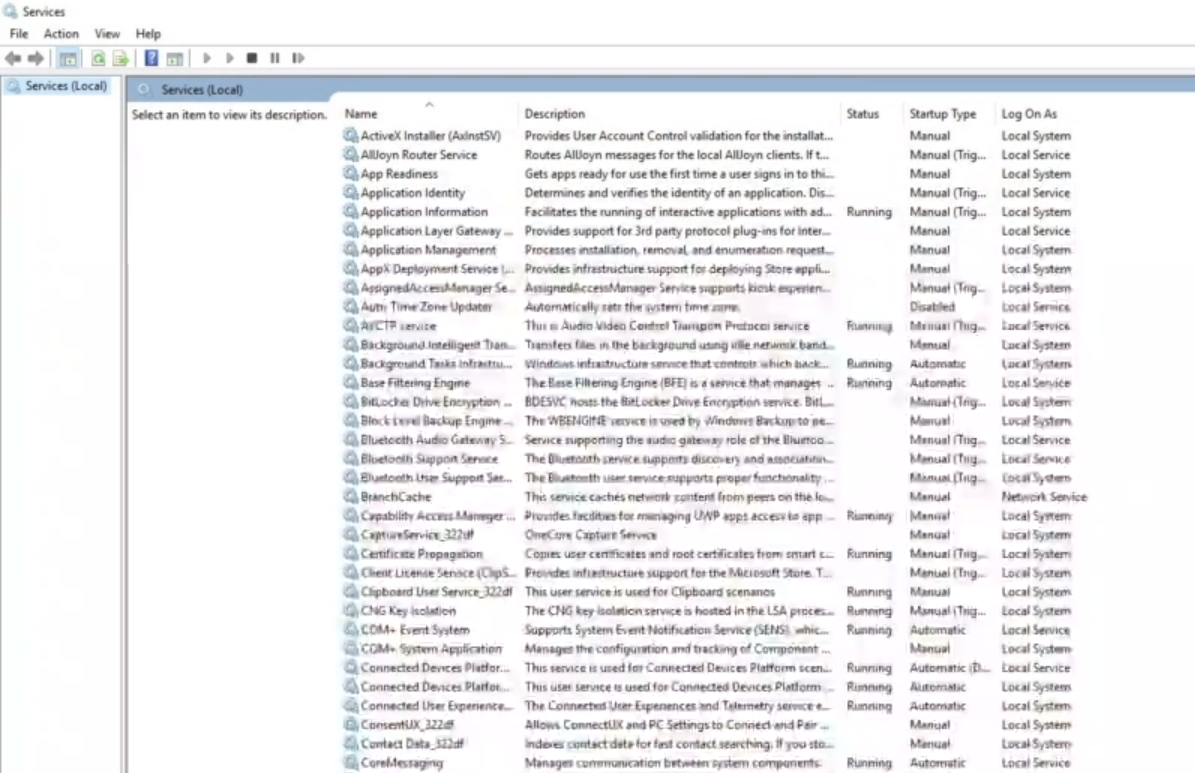 Services
File Action View Help
Services (Local)
Services (Local)
Select an item to view its description.
Name Description Status Startup Type Log On As
ActiveX Installer (AxInstSV) Provides User Account Control validation for the installat... Manual Local System
AllJoyn Router Service Routes AllJoyn messages for the local AllJoyn clients. If t... Manual (Trig... Local Service
App Readiness Gets apps ready for use the first time a user signs in to thi... Manual Local System
Application Identity Determines and verifies the identity of an application. Dis... Manual (Trig... Local Service
Application Information Facilitates the running of interactive applications with ad... Running Manual (Trig... Local System
Application Layer Gateway ... Provides support for 3rd party protocol plug-ins for Inter... Manual Local Service
Application Management Processes installation, removal, and enumeration request... Manual Local System
AppX Deployment Service (... Provides infrastructure support for deploying Store appli... Manual Local System
AssignedAccessManager Se... AssignedAccessManager Service supports kiosk experien... Manual (Trig... Local System
Auto Time Zone Updater Automatically sets the system time zone. Disabled Local Service
AVCTP service This is Audio Video Control Transport Protocol service Running Manual (Trig... Local Service
Background Intelligent Tran... Transfers files in the background using idle network band... Manual Local System
Background Tasks Infrastru... Windows infrastructure service that controls which back... Running Automatic Local System
Base Filtering Engine The Base Filtering Engine (BFE) is a service that manages ... Running Automatic Local Service
BitLocker Drive Encryption ... BDESVC hosts the BitLocker Drive Encryption service. BitL... Manual (Trig... Local System
Block Level Backup Engine ... The WBENGINE service is used by Windows Backup to pe... Manual Local System
Bluetooth Audio Gateway S... Service supporting the audio gateway role of the Bluetoo... Manual (Trig... Local Service
Bluetooth Support Service The Bluetooth service supports discovery and association... Manual (Trig... Local Service
Bluetooth User Support Ser... The Bluetooth user service supports proper functionality ... Manual (Trig... Local System
BranchCache This service caches network content from peers on the lo... Manual Network Service
Capability Access Manager ... Provides facilities for managing UWP apps access to app ... Running Manual Local System
CaptureService_322df OneCore Capture Service Manual Local System
Certificate Propagation Copies user certificates and root certificates from smart c... Running Manual (Trig... Local System
Client License Service (ClipS... Provides infrastructure support for the Microsoft Store. T... Manual (Trig... Local System
Clipboard User Service_322df This user service is used for Clipboard scenarios Running Manual Local System
CNG Key Isolation The CNG key isolation service is hosted in the LSA proces... Running Manual (Trig... Local System
COM+ Event System Supports System Event Notification Service (SENS), whic... Running Automatic Local Service
COM+ System Application Manages the configuration and tracking of Component ... Manual Local System
Connected Devices Platfor... This service is used for Connected Devices Platform scen... Running Automatic (D... Local Service
Connected Devices Platfor... This user service is used for Connected Devices Platform ... Running Automatic Local System
Connected User Experience... The Connected User Experiences and Telemetry service e... Running Automatic Local System
ConsentUX_322df Allows ConnectUX and PC Settings to Connect and Pair ... Manual Local System
Contact Data_322df Indexes contact data for fast contact searching. If you sto... Manual Local System
CoreMessaging Manages communication between system components. Running Automatic Local Service